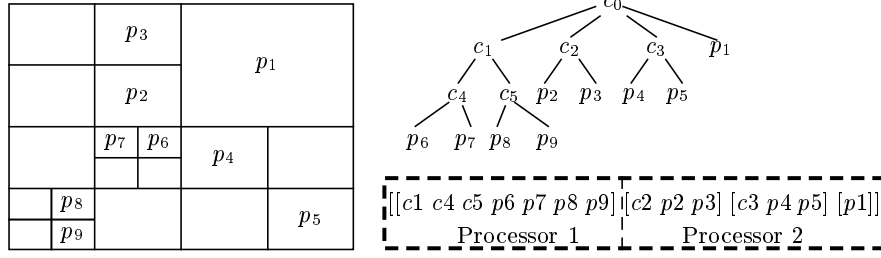 p3
p1
p2
p7 p6
p4
p8
p5
p9
c0
c1 c2 c3 p1
c4 c5 p2 p3 p4 p5
p6 p7 p8 p9
[[c1 c4 c5 p6 p7 p8 p9] [c2 p2 p3] [c3 p4 p5] [p1]]
Processor 1 Processor 2